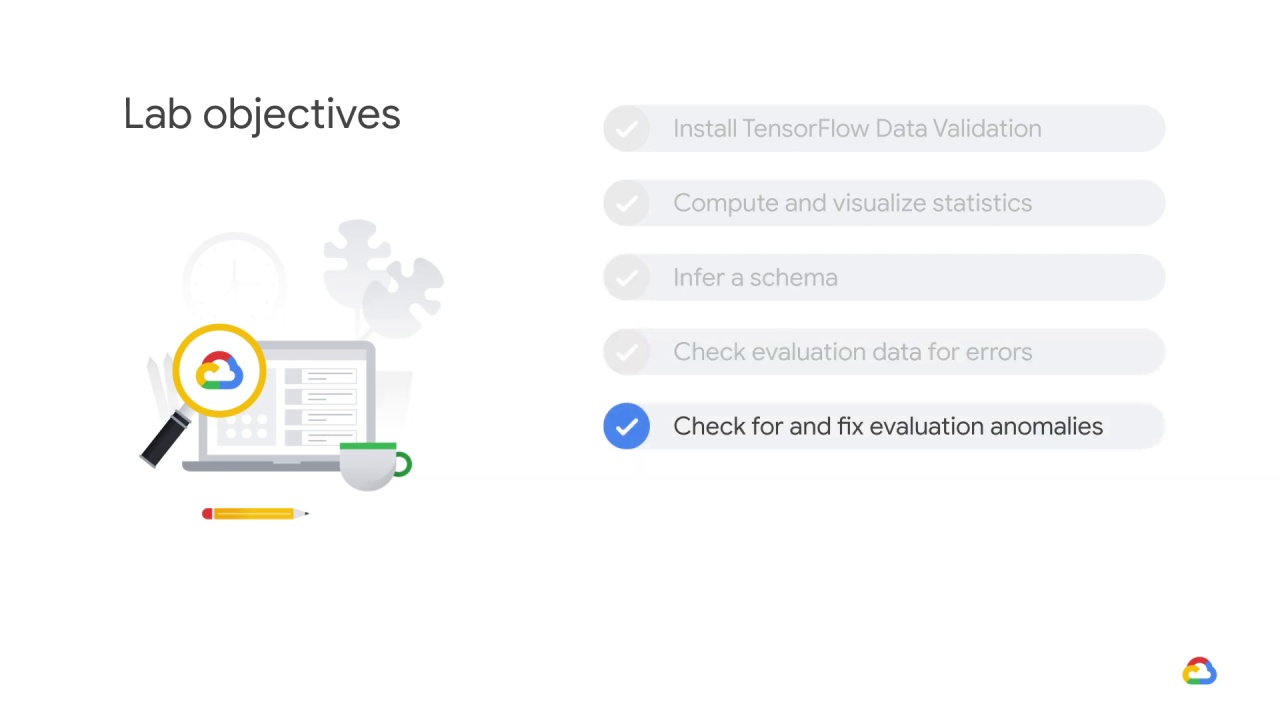 Lab objectives
Install TensorFlow Data Validation
Compute and visualize statistics
Infer a schema
Check evaluation data for errors
Check for and fix evaluation anomalies